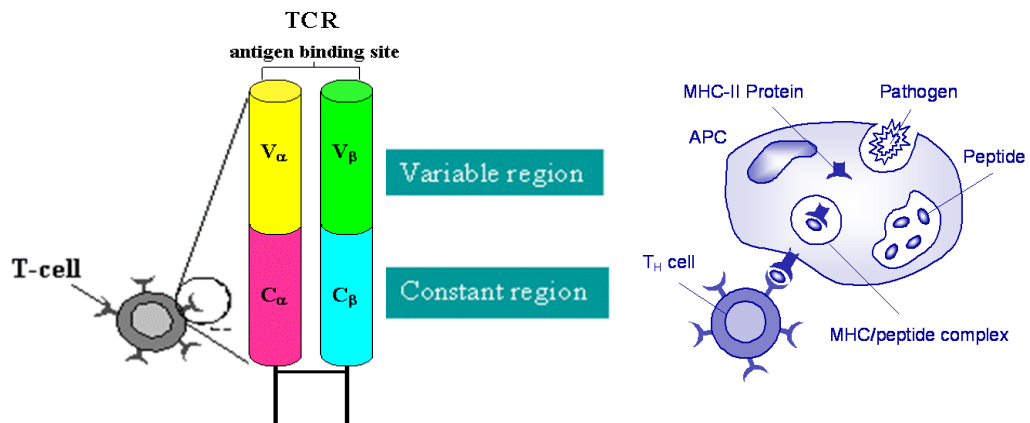 TCR
antigen binding site
Vα
Vβ
Variable region
T-cell
Cα
Cβ
Constant region
MHC-II Protein
Pathogen
APC
Peptide
TH cell
MHC/peptide complex